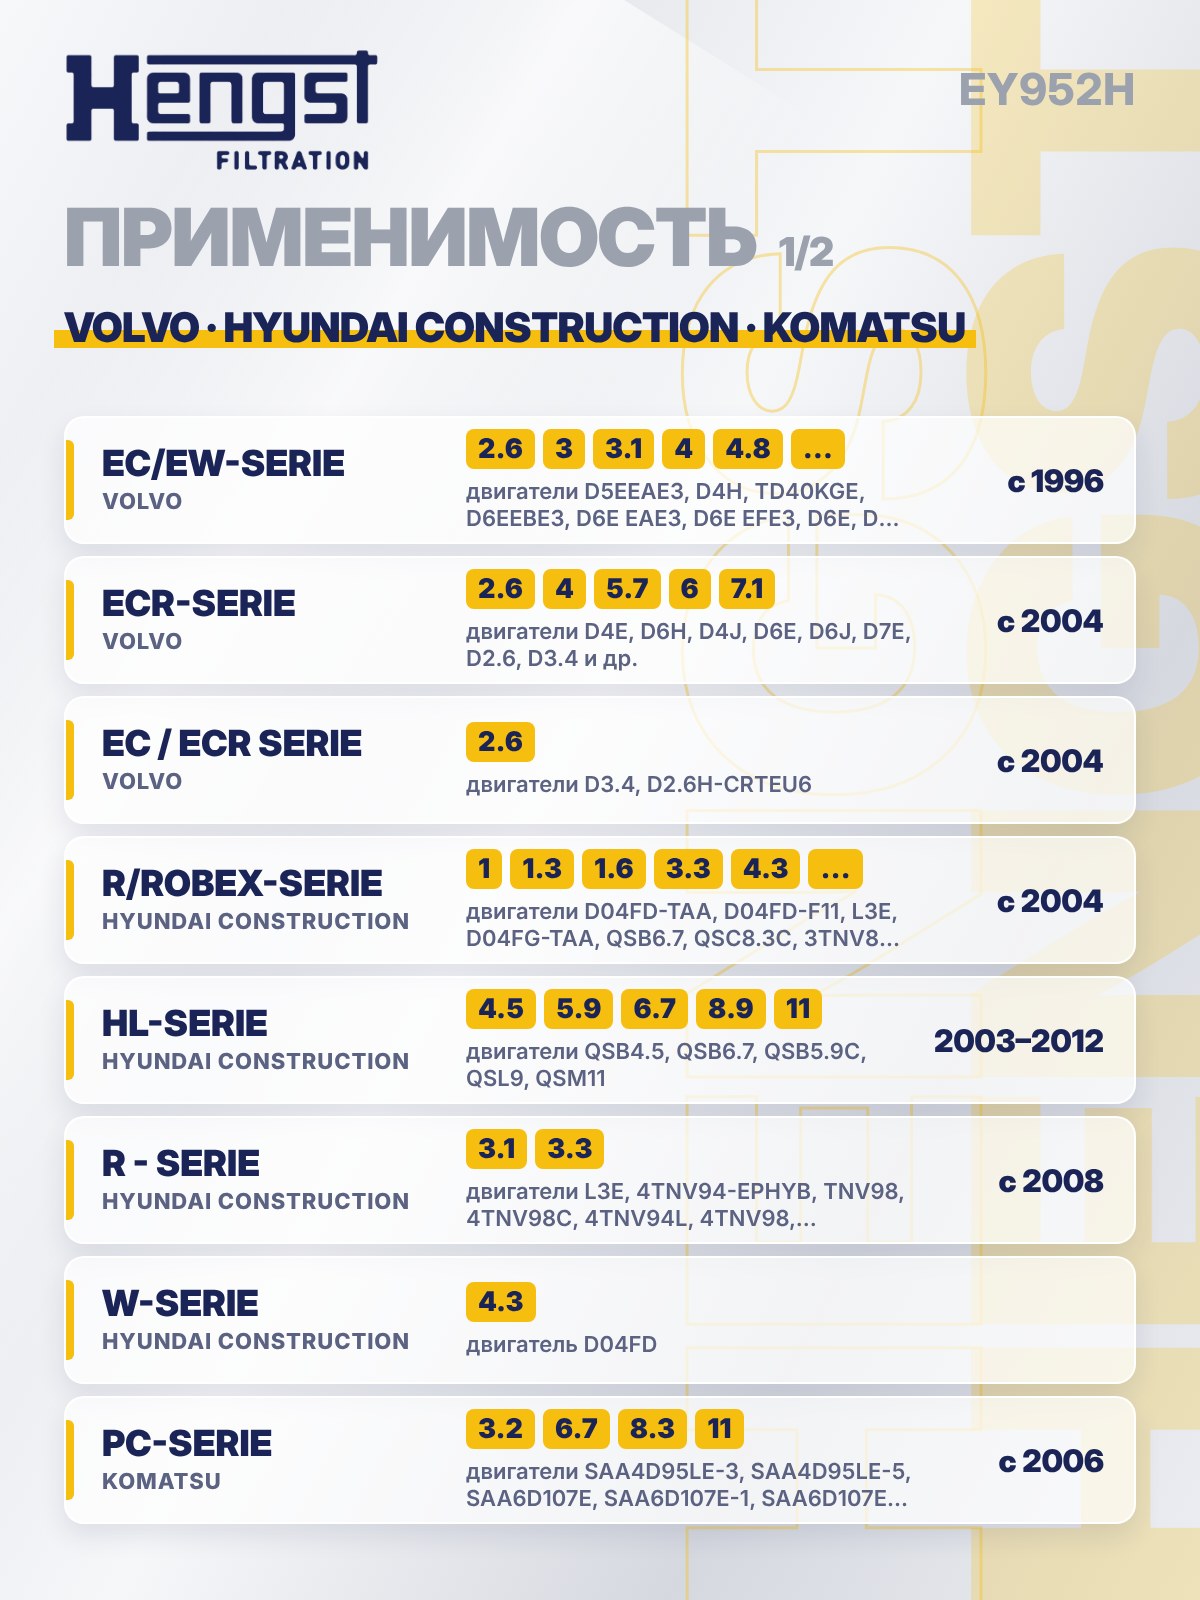 Hengst
FILTRATION
EY952H
ПРИМЕНИМОСТЬ 1/2
VOLVO · HYUNDAI CONSTRUCTION · KOMATSU
EC/EW-SERIE
VOLVO
2.6 3 3.1 4 4.8 ...
двигатели D5EEAE3, D4H, TD40KGE,
D6EEBE3, D6E EAE3, D6E EFE3, D6E, D...
с 1996
ECR-SERIE
VOLVO
2.6 4 5.7 6 7.1
двигатели D4E, D6H, D4J, D6E, D6J, D7E,
D2.6, D3.4 и др.
с 2004
EC / ECR SERIE
VOLVO
2.6
двигатели D3.4, D2.6H-CRTEU6
с 2004
R/ROBEX-SERIE
HYUNDAI CONSTRUCTION
1 1.3 1.6 3.3 4.3 ...
двигатели D04FD-TAA, D04FD-F11, L3E,
D04FG-TAA, QSB6.7, QSC8.3C, 3TNV8...
с 2004
HL-SERIE
HYUNDAI CONSTRUCTION
4.5 5.9 6.7 8.9 11
двигатели QSB4.5, QSB6.7, QSB5.9C,
QSL9, QSM11
2003–2012
R - SERIE
HYUNDAI CONSTRUCTION
3.1 3.3
двигатели L3E, 4TNV94-EPHYB, TNV98,
4TNV98C, 4TNV94L, 4TNV98,...
с 2008
W-SERIE
HYUNDAI CONSTRUCTION
4.3
двигатель D04FD
PC-SERIE
KOMATSU
3.2 6.7 8.3 11
двигатели SAA4D95LE-3, SAA4D95LE-5,
SAA6D107E, SAA6D107E-1, SAA6D107E...
с 2006